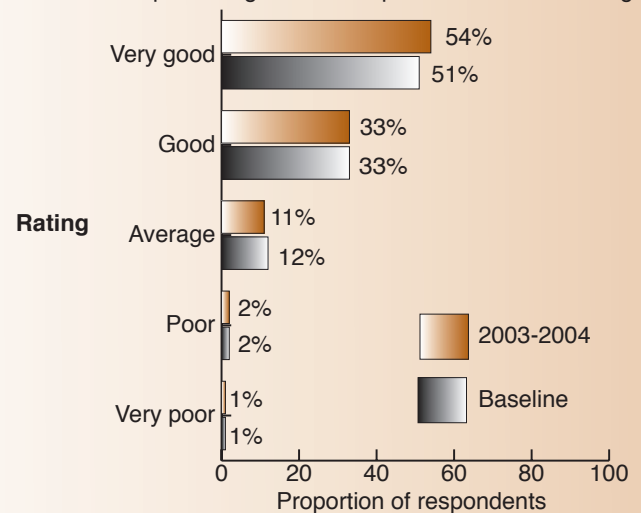 Very good
54%
51%
Good
33%
33%
Rating
Average
11%
12%
Poor
2%
2%
2003-2004
Baseline
Very poor
1%
1%
0 20 40 60 80 100
Proportion of respondents